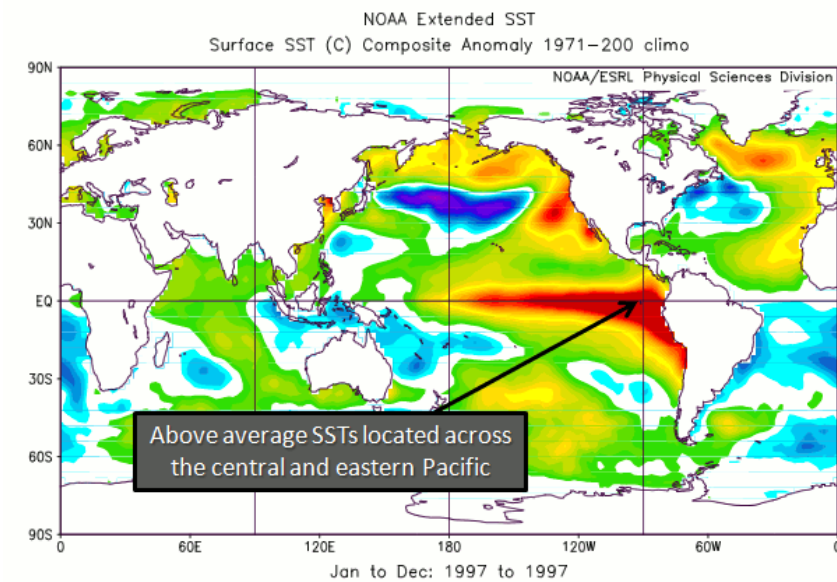 NOAA Extended SST
Surface SST (C) Composite Anomaly 1971-200 climo
NOAA/ESRL Physical Sciences Division
90N
60N
30N
EQ
30S
60S
90S
Above average SSTs located across
the central and eastern Pacific
0 60E 120E 180 120W 60W 0
Jan to Dec: 1997 to 1997